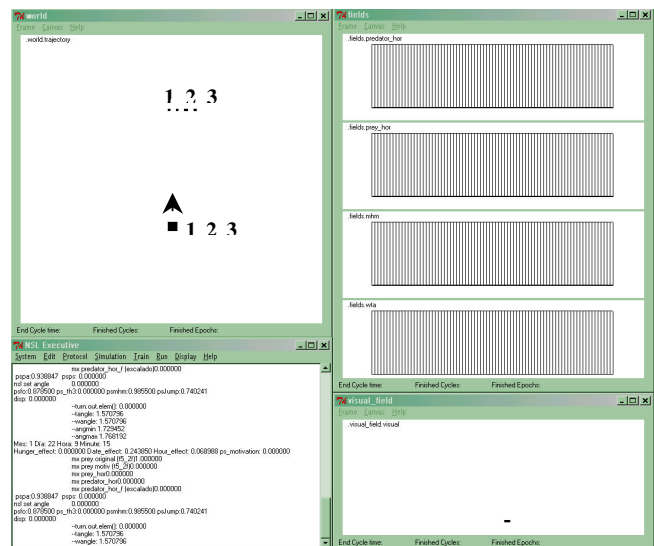 world
Frame Canvas Help
.world.trajectory
1 2 3
1 2 3
End Cycle time: Finished Cycles: Finished Epochs:
NSL Executive
System Edit Protocol Simulation Train Run Display Help
mx predator_hor_f (escalado)0.000000
pspa:0.938847 psps: 0.000000
nsl set angle 0.000000
psfo:0.878500 ps_th3:0.000000 psmhm:0.985500 psJump:0.740241
disp: 0.000000
--turn.out.elem(): 0.000000
--tangle: 1.570796
--wangle: 1.570796
--angmin 1.729452
--angmax 1.768192
Mes: 1 Día: 22 Hora: 9 Minute: 15
Hunger_effect: 0.000000 Date_effect: 0.243850 Hour_effect: 0.068988 ps_motivation: 0.000000
mx prey original (t5_2f)1.000000
mx prey motiv (t5_2f)0.000000
mx prey_hor0.000000
mx predator_hor0.000000
mx predator_hor_f (escalado)0.000000
pspa:0.938847 psps: 0.000000
nsl set angle 0.000000
psfo:0.878500 ps_th3:0.000000 psmhm:0.985500 psJump:0.740241
disp: 0.000000
--turn.out.elem(): 0.000000
--tangle: 1.570796
--wangle: 1.570796
fields
Frame Canvas Help
.fields.predator_hor
.fields.prey_hor
.fields.mhm
.fields.wta
End Cycle time: Finished Cycles: Finished Epochs:
visual_field
Frame Canvas Help
.visual_field.visual
End Cycle time: Finished Cycles: Finished Epochs: